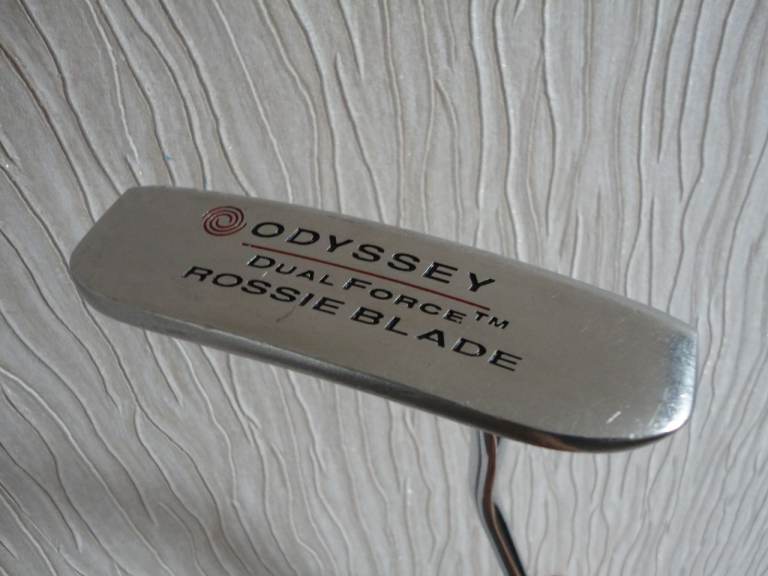 ODYSSEY
DUAL FORCE™
ROSSIE BLADE